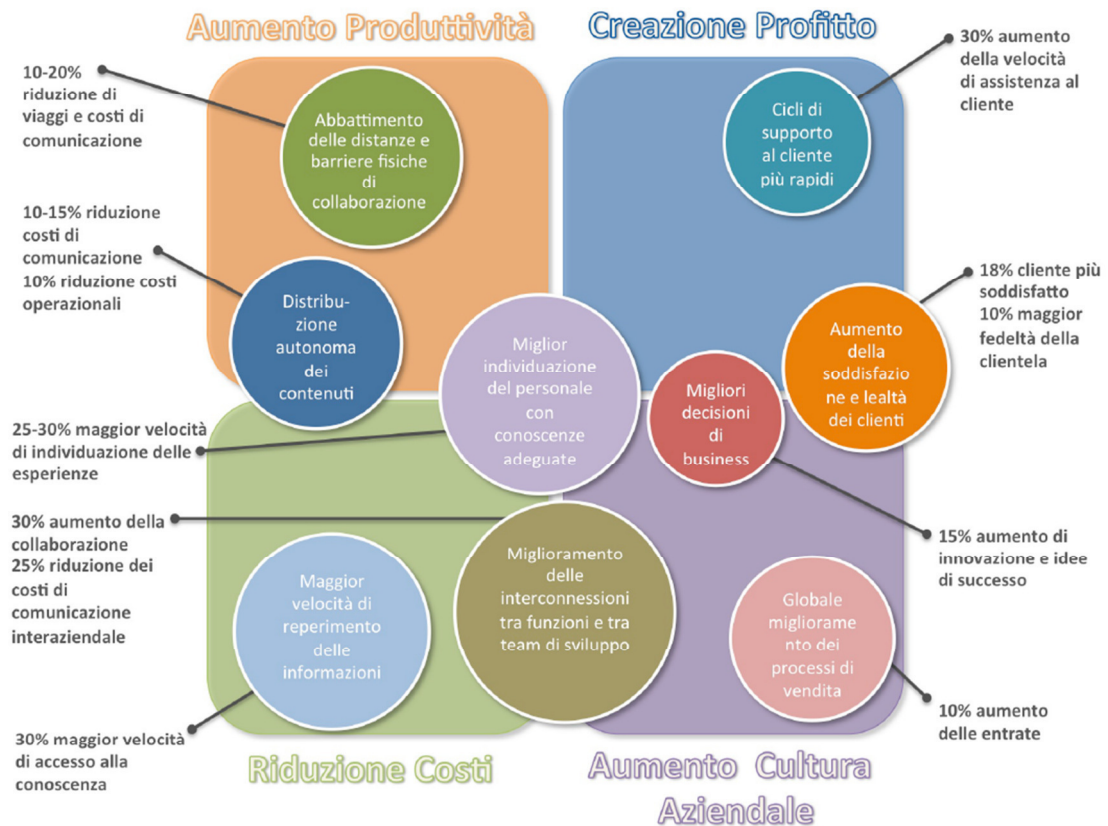 Aumento Produttività
Creazione Profitto
10-20%
riduzione di
viaggi e costi di
comunicazione
Abbattimento
delle distanze e
barriere fisiche
di
collaborazione
Cicli di
supporto
al cliente
più rapidi
30% aumento
della velocità
di assistenza al
cliente
10-15% riduzione
costi di
comunicazione
10% riduzione costi
operazionali
Distribu-
zione
autonoma
dei
contenuti
Miglior
individuazione
del personale
con
conoscenze
adeguate
Migliori
decisioni
di
business
Aumento
della
soddisfazio
ne e lealtà
dei clienti
18% cliente più
soddisfatto
10% maggior
fedeltà della
clientela
25-30% maggior velocità
di individuazione delle
esperienze
30% aumento della
collaborazione
25% riduzione dei
costi di
comunicazione
interaziendale
Maggior
velocità di
reperimento
delle
informazioni
Miglioramento
delle
interconnessioni
tra funzioni e tra
team di sviluppo
Globale
migliorame
nto dei
processi di
vendita
15% aumento di
innovazione e idee
di successo
30% maggior velocità
di accesso alla
conoscenza
10% aumento
delle entrate
Riduzione Costi
Aumento Cultura
Aziendale